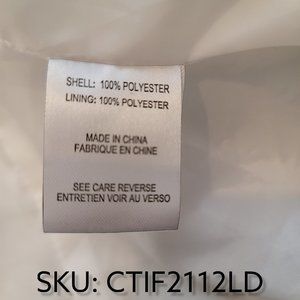 SHELL: 100% POLYESTER
LINING: 100% POLYESTER
MADE IN CHINA
FABRIQUE EN CHINE
SEE CARE REVERSE
ENTRETIEN VOIR AU VERSO
SKU: CTIF2112LD